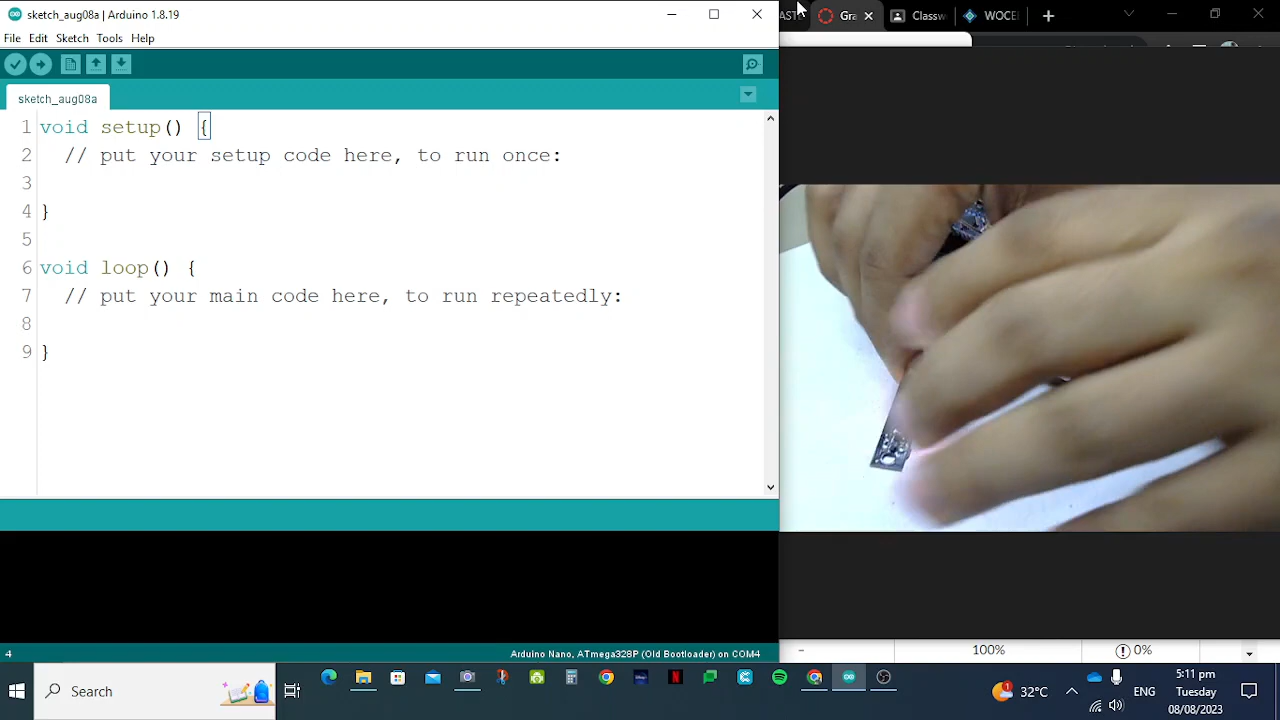 sketch_aug08a | Arduino 1.8.19
File Edit Sketch Tools Help
sketch_aug08a
1 void setup() {
2 // put your setup code here, to run once:
3
4 }
5
6 void loop() {
7 // put your main code here, to run repeatedly:
8
9 }
4 Arduino Nano, ATmega328P (Old Bootloader) on COM4
AST Gra Classw WOCE
100% 0%
Search
32°C ENG
5:11 pm
Tuesday
08/08/2023